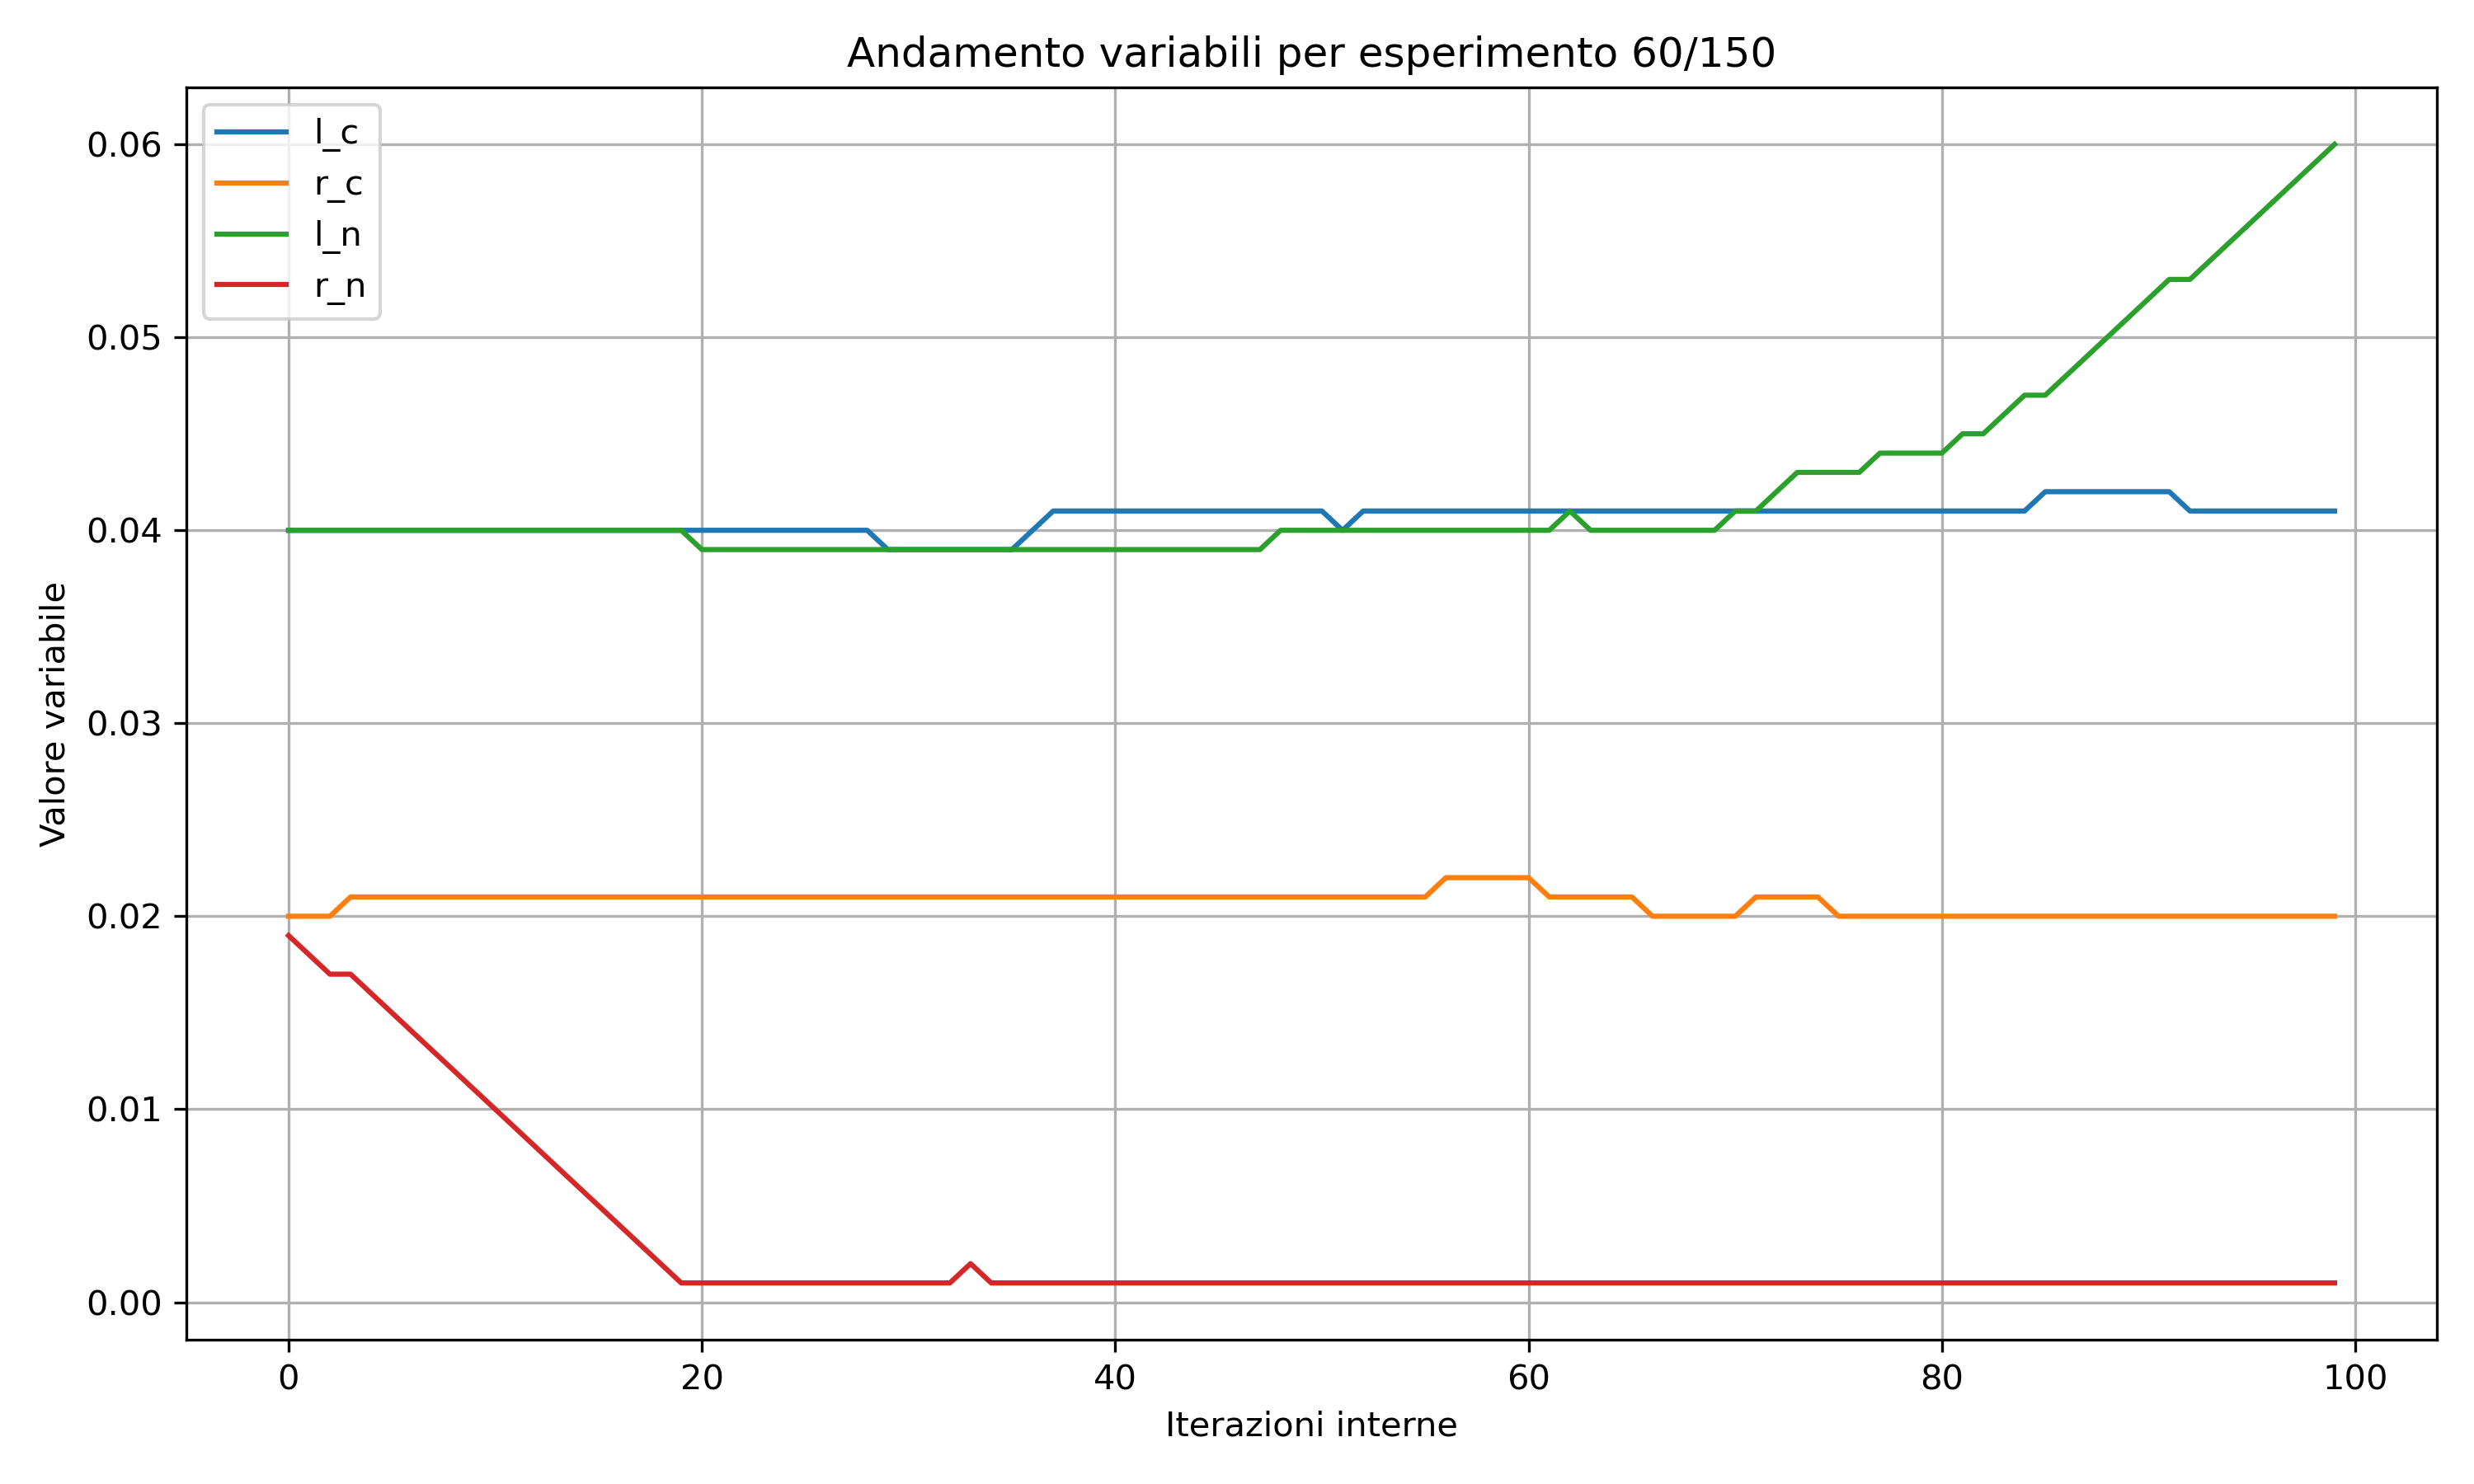 Andamento variabili per esperimento 60/150
l_c
r_c
l_n
r_n
Valore variabile
0.06
0.05
0.04
0.03
0.02
0.01
0.00
0 20 40 60 80 100
Iterazioni interne